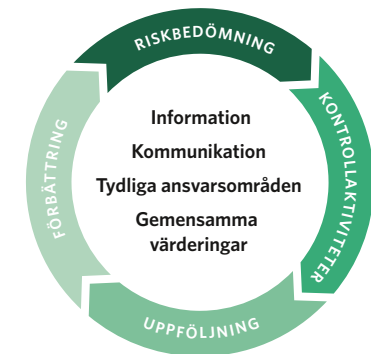 RISKBEDÖMNING
KONTROLLAKTIVITETER
Information
Kommunikation
Tydliga ansvarsområden
Gemensamma
värderingar
FÖRBÄTTRING
UPPFÖLJNING